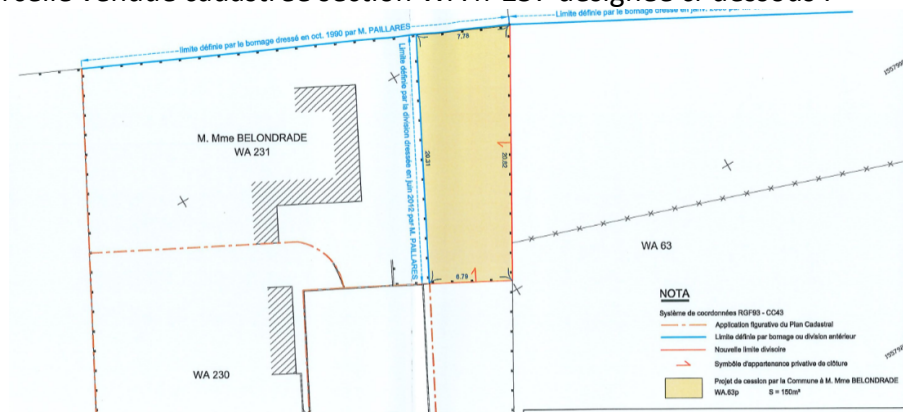 limite définie par le bornage dressé en oct. 1990 par M. PAILLARES
Limite définie par le bornage dressé en
7.78
Limite définie par la division dressée en juin 2012 par M. PAILLARES
20.31
20.52
6.79
M. Mme BELONDRADE
WA 231
WA 63
WA 230
NOTA
Système de coordonnées RGF93 - CC43
Application figurative du Plan Cadastral
Limite définie par bornage ou division antérieur
Nouvelle limite divisoire
Symbole d'appartenance privative de clôture
Projet de cession par la Commune à M. Mme BELONDRADE
WA.63p S = 150m²